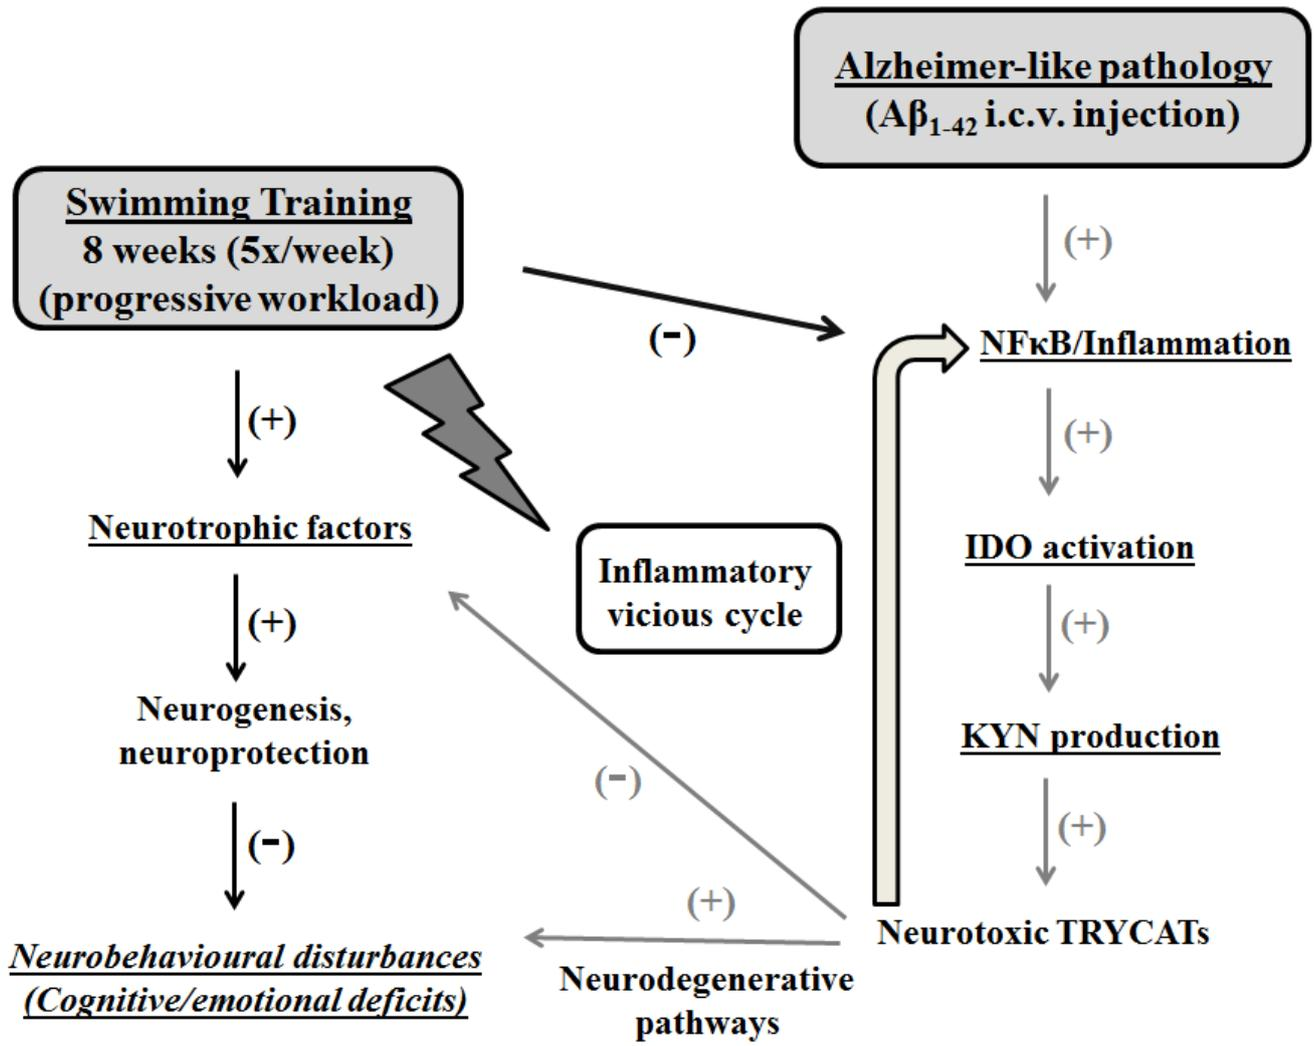 Alzheimer-like pathology
(Aβ1-42 i.c.v. injection)
Swimming Training
8 weeks (5x/week)
(progressive workload)
(+)
(-)
NFκB/Inflammation
(+)
(+)
Neurotrophic factors
IDO activation
Inflammatory
vicious cycle
(+)
(+)
Neurogenesis,
neuroprotection
KYN production
(-)
(+)
(-)
(+)
Neurotoxic TRYCATs
Neurobehavioural disturbances
(Cognitive/emotional deficits)
Neurodegenerative
pathways